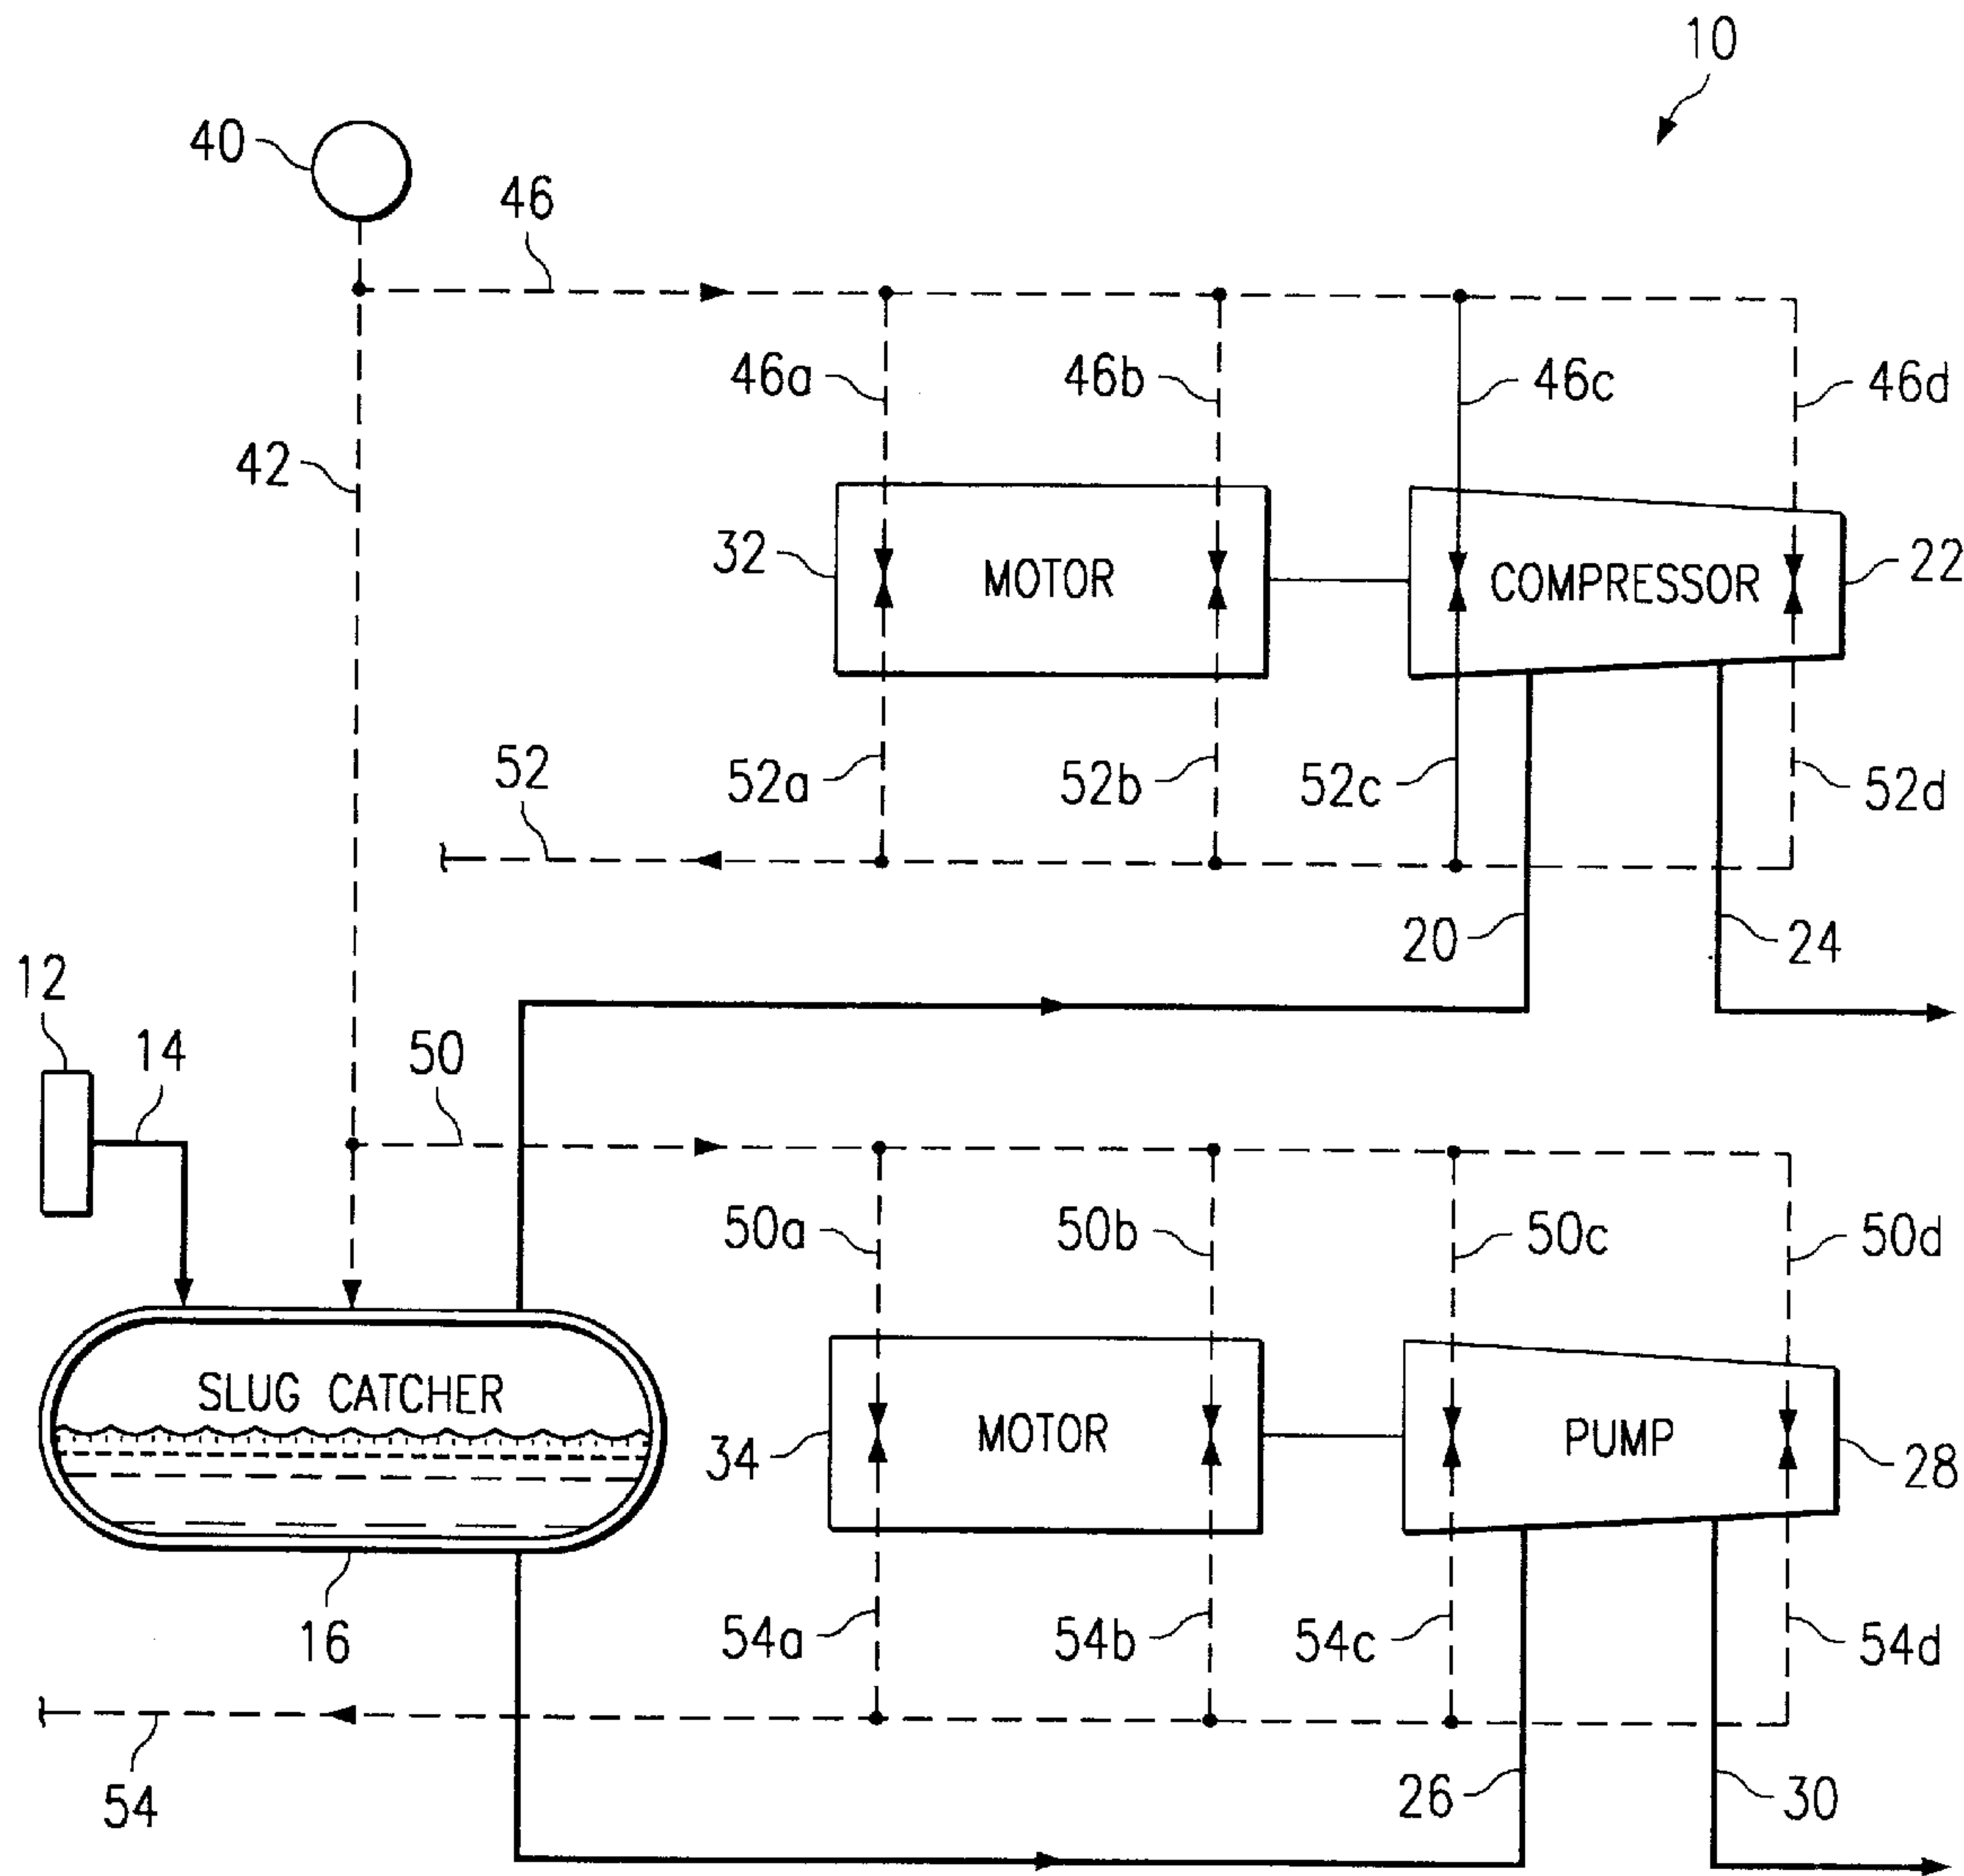 10
40
46
46a
46b
46c
46d
42
32
MOTOR
COMPRESSOR
22
52
52a
52b
52c
52d
20
24
12
14
50
50a
50b
50c
50d
SLUG CATCHER
34
MOTOR
PUMP
28
16
54a
54b
54c
54d
54
26
30